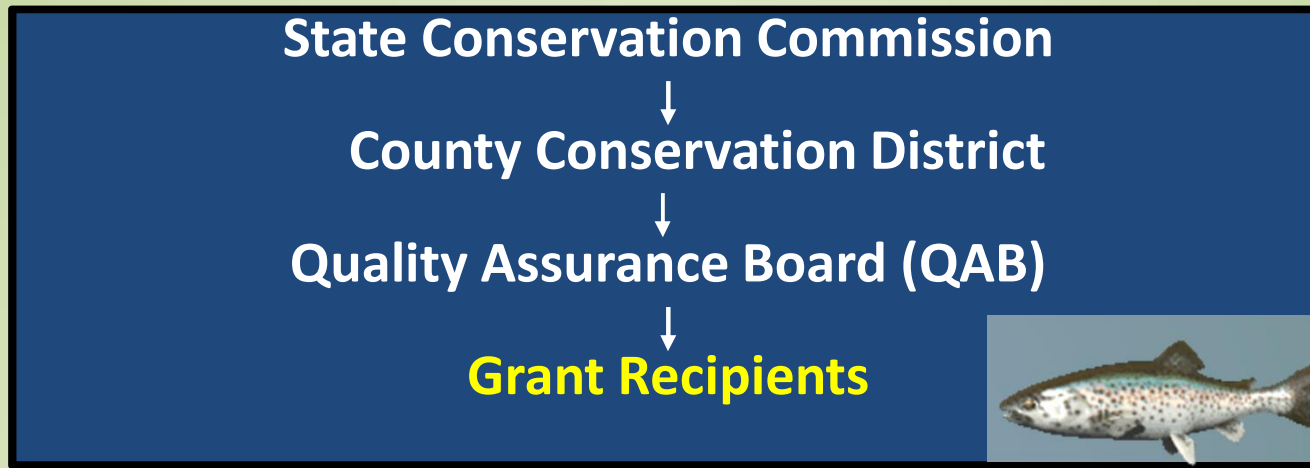 State Conservation Commission
County Conservation District
Quality Assurance Board (QAB)
Grant Recipients